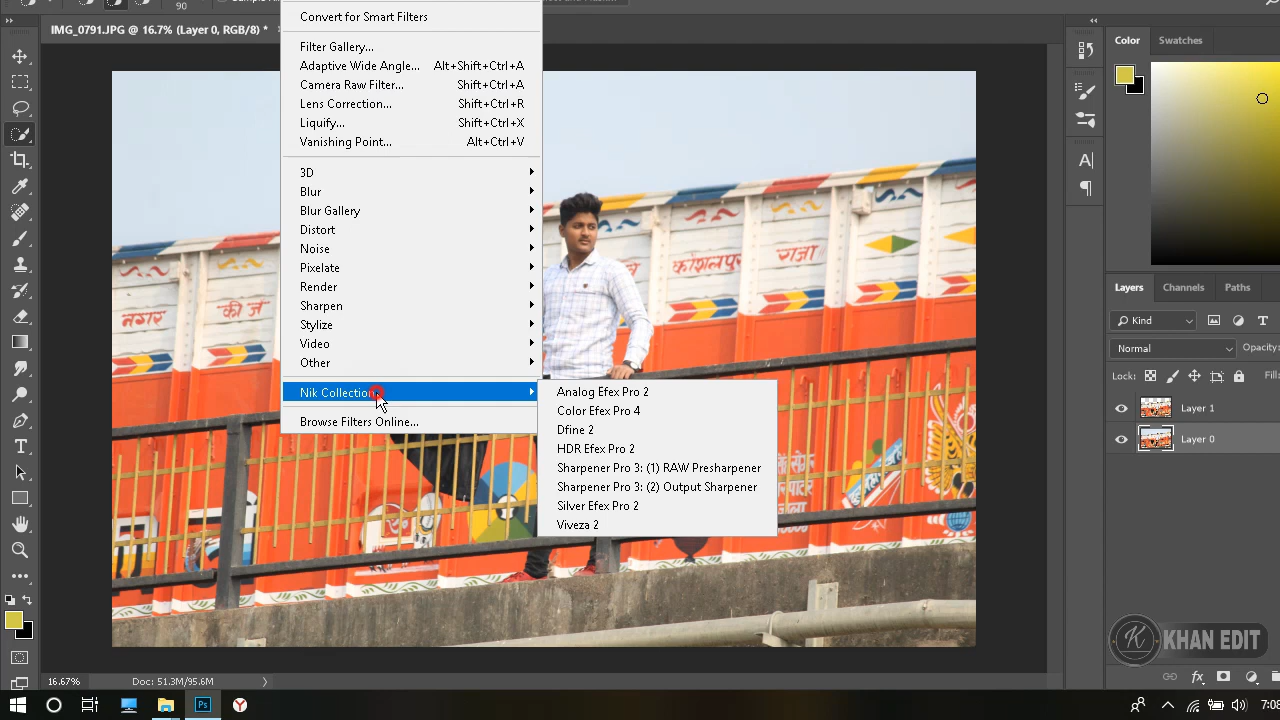 90
IMG_0791.JPG @ 16.7% (Layer 0, RGB/8) *
Convert for Smart Filters
Filter Gallery...
Adaptive Wide Angle... Alt+Shift+Ctrl+A
Camera Raw Filter... Shift+Ctrl+A
Lens Correction... Shift+Ctrl+R
Liquify... Shift+Ctrl+X
Vanishing Point... Alt+Ctrl+V
3D
Blur
Blur Gallery
Distort
Noise
Pixelate
Render
Sharpen
Stylize
Video
Other
Nik Collection
Browse Filters Online...
Analog Efex Pro 2
Color Efex Pro 4
Dfine 2
HDR Efex Pro 2
Sharpener Pro 3: (1) RAW Presharpener
Sharpener Pro 3: (2) Output Sharpener
Silver Efex Pro 2
Viveza 2
नगर
की ज
राजा
Color Swatches
Layers Channels Paths
Kind
Normal Opacity:
Lock: Fill:
Layer 1
Layer 0
K KHAN EDIT
16.67% Doc: 51.3M/95.6M
Ps